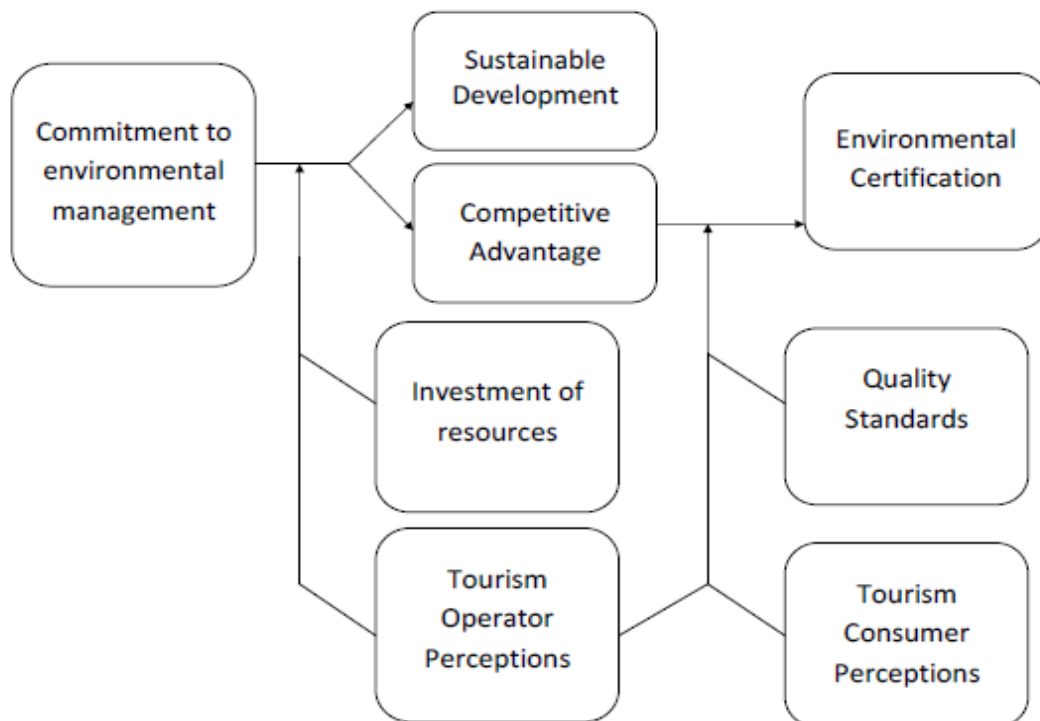 Commitment to
environmental
management
Sustainable
Development
Competitive
Advantage
Environmental
Certification
Investment of
resources
Quality
Standards
Tourism
Operator
Perceptions
Tourism
Consumer
Perceptions